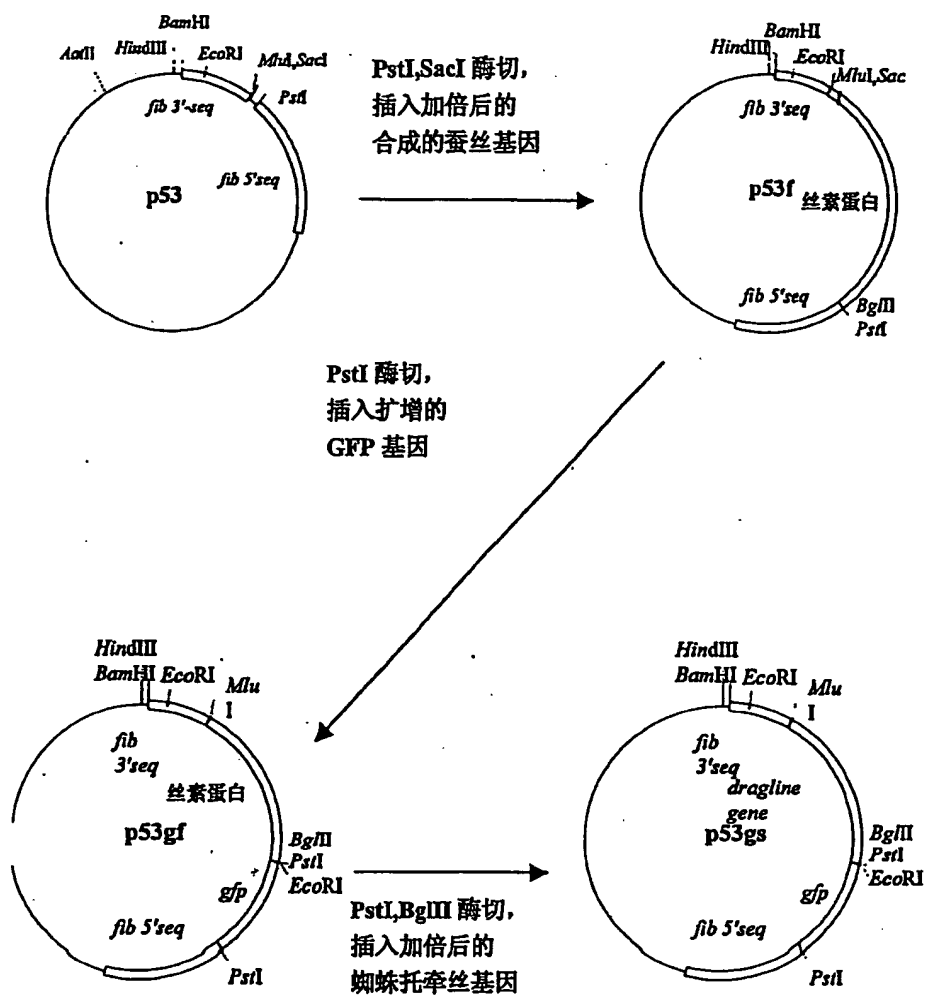 BamHI
HindIII
EcoRI
MluI,SacI
PstI
fib 3'-seq
fib 5'seq
p53
PstI,SacI 酶切，
插入加倍后的
合成的蚕丝基因
BamHI
HindIII
EcoRI
MluI,Sac
fib 3'seq
p53f
丝素蛋白
fib 5'seq
BglII
PstI
PstI 酶切，
插入扩增的
GFP 基因
HindIII
BamHI
EcoRI
Mlu
I
fib
3'seq
丝素蛋白
p53gf
BglII
PstI
EcoRI
gfp
fib 5'seq
PstI
PstI,BglII 酶切，
插入加倍后的
蜘蛛托牵丝基因
HindIII
BamHI
EcoRI
Mlu
I
fib
3'seq
dragline
gene
p53gs
BglII
PstI
EcoRI
gfp
fib 5'seq
PstI